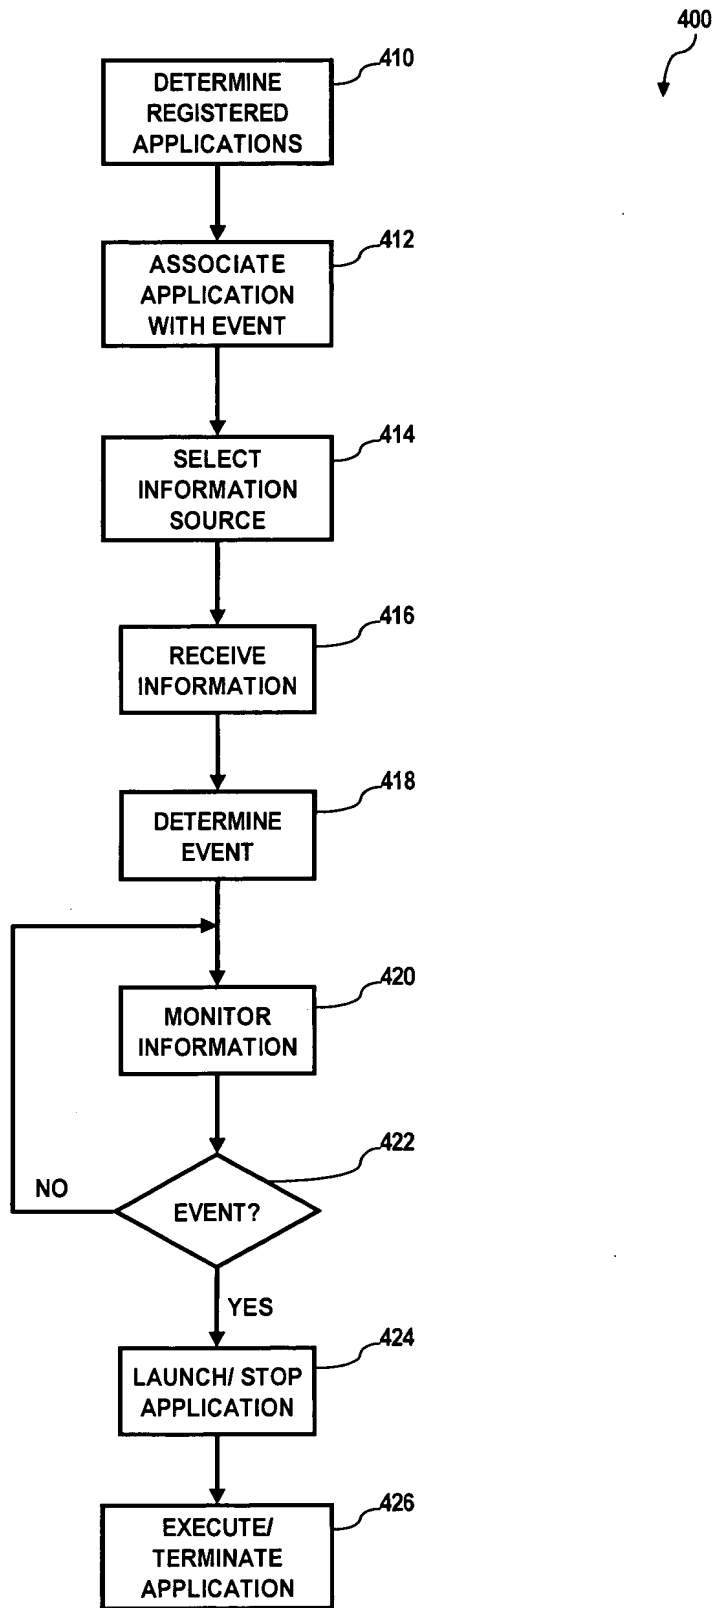 400
410
DETERMINE
REGISTERED
APPLICATIONS
412
ASSOCIATE
APPLICATION
WITH EVENT
414
SELECT
INFORMATION
SOURCE
416
RECEIVE
INFORMATION
418
DETERMINE
EVENT
420
MONITOR
INFORMATION
422
NO
EVENT?
YES
424
LAUNCH/ STOP
APPLICATION
426
EXECUTE/
TERMINATE
APPLICATION